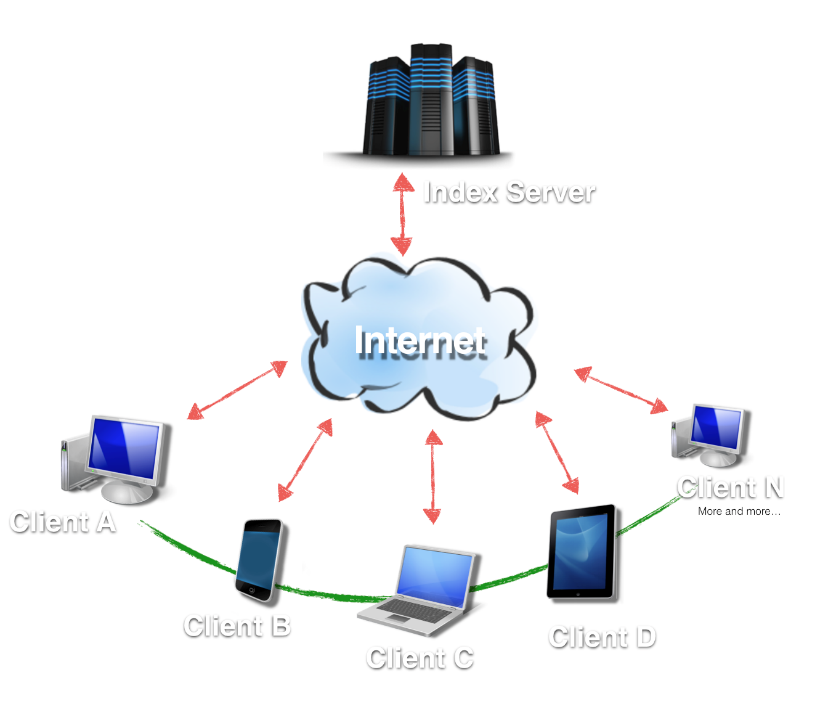 Index Server
Internet
Client A
Client B
Client C
Client D
Client N
More and more...